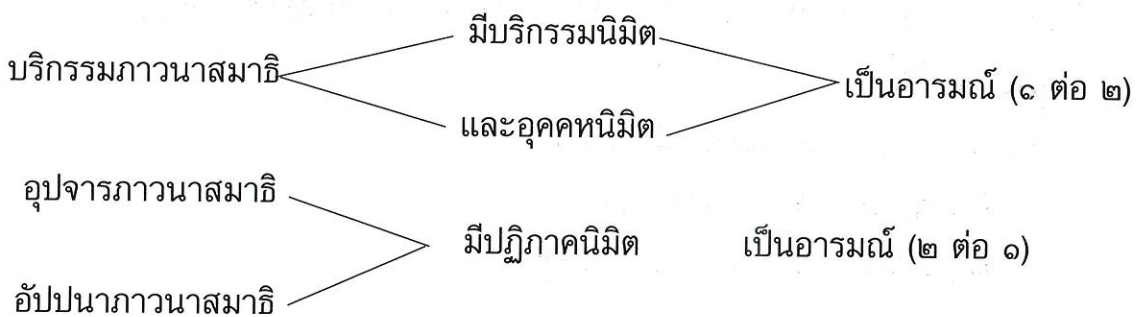 มีบริกรรมนิมิต
บริกรรมภาวนาสมาธิ
เป็นอารมณ์ (๑ ต่อ ๒)
และอุคคหนิมิต
อุปจารภาวนาสมาธิ
มีปฏิภาคนิมิต เป็นอารมณ์ (๒ ต่อ ๑)
อัปปนาภาวนาสมาธิ